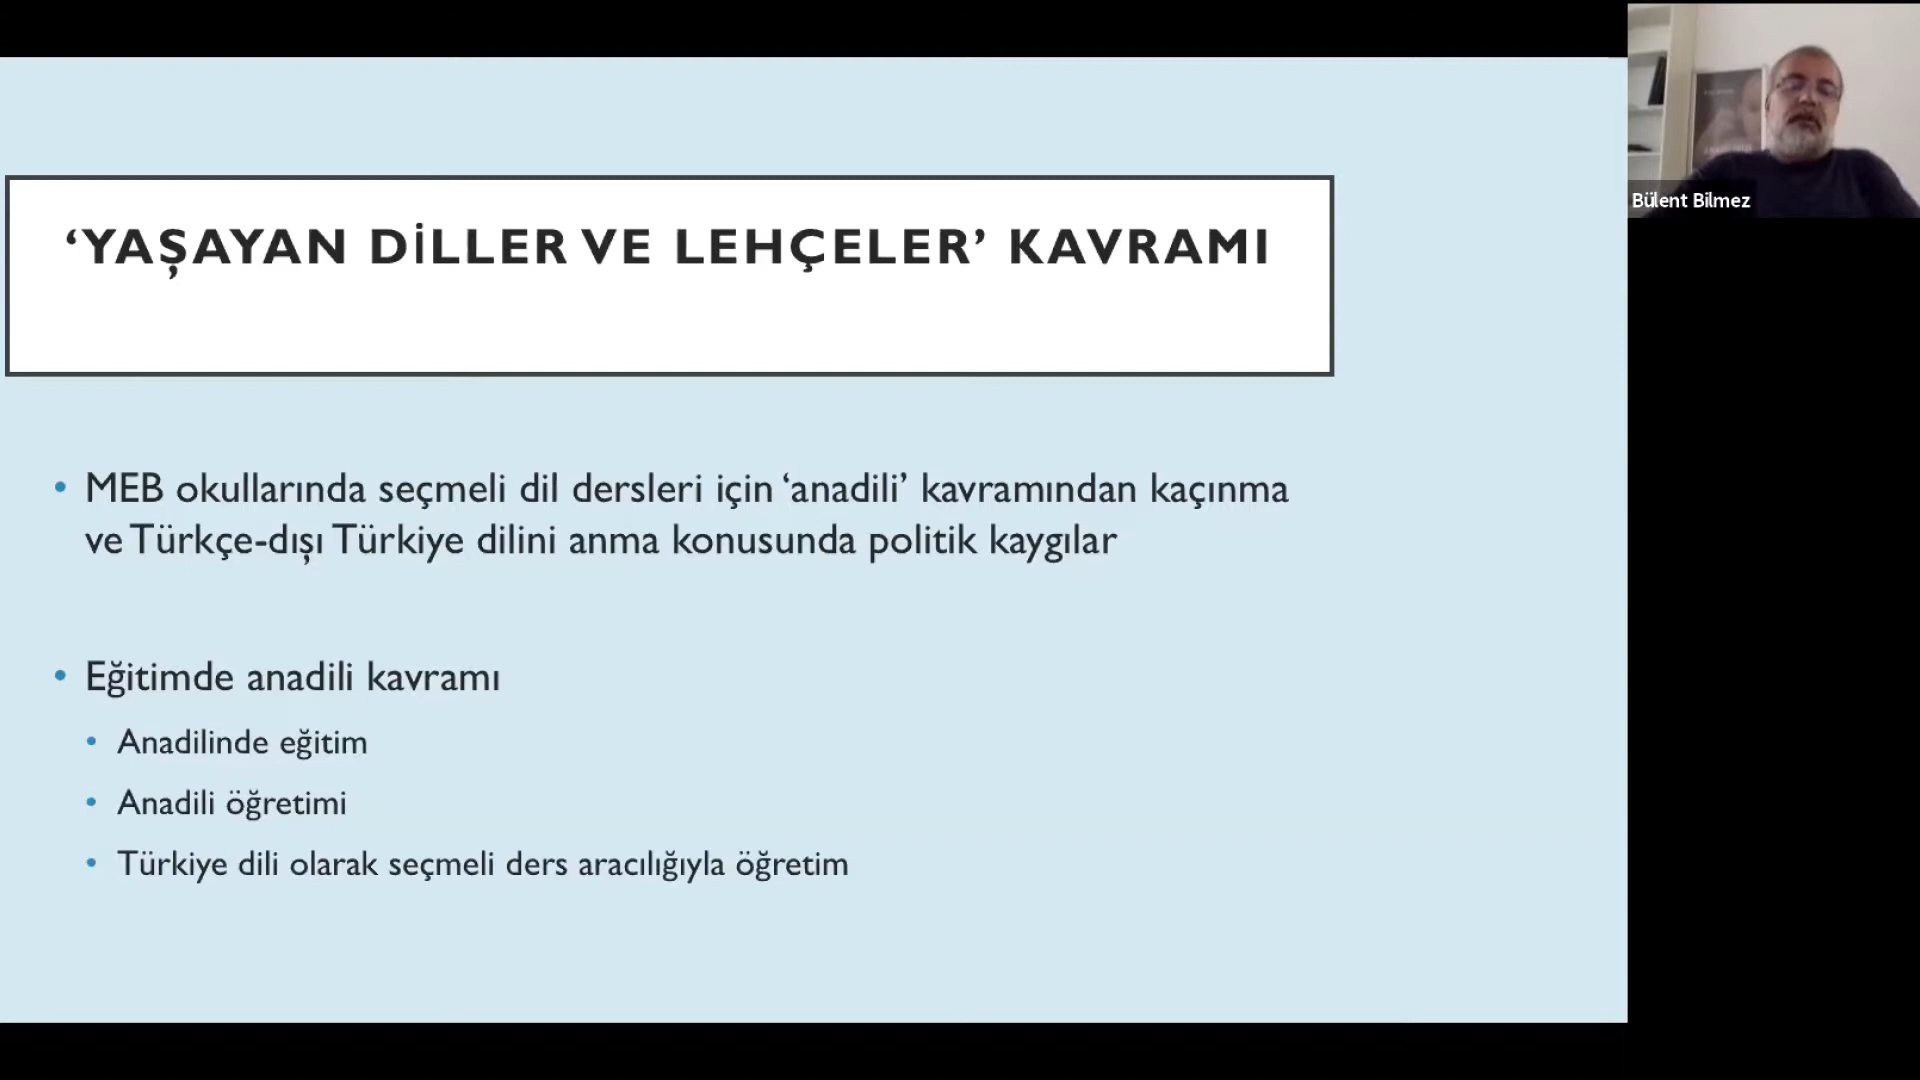 ‘YAŞAYAN DİLLER VE LEHÇELER’ KAVRAMI
• MEB okullarında seçmeli dil dersleri için ‘anadili’ kavramından kaçınma
ve Türkçe-dışı Türkiye dilini anma konusunda politik kaygılar
• Eğitimde anadili kavramı
• Anadilinde eğitim
• Anadili öğretimi
• Türkiye dili olarak seçmeli ders aracılığıyla öğretim
Bülent Bilmez